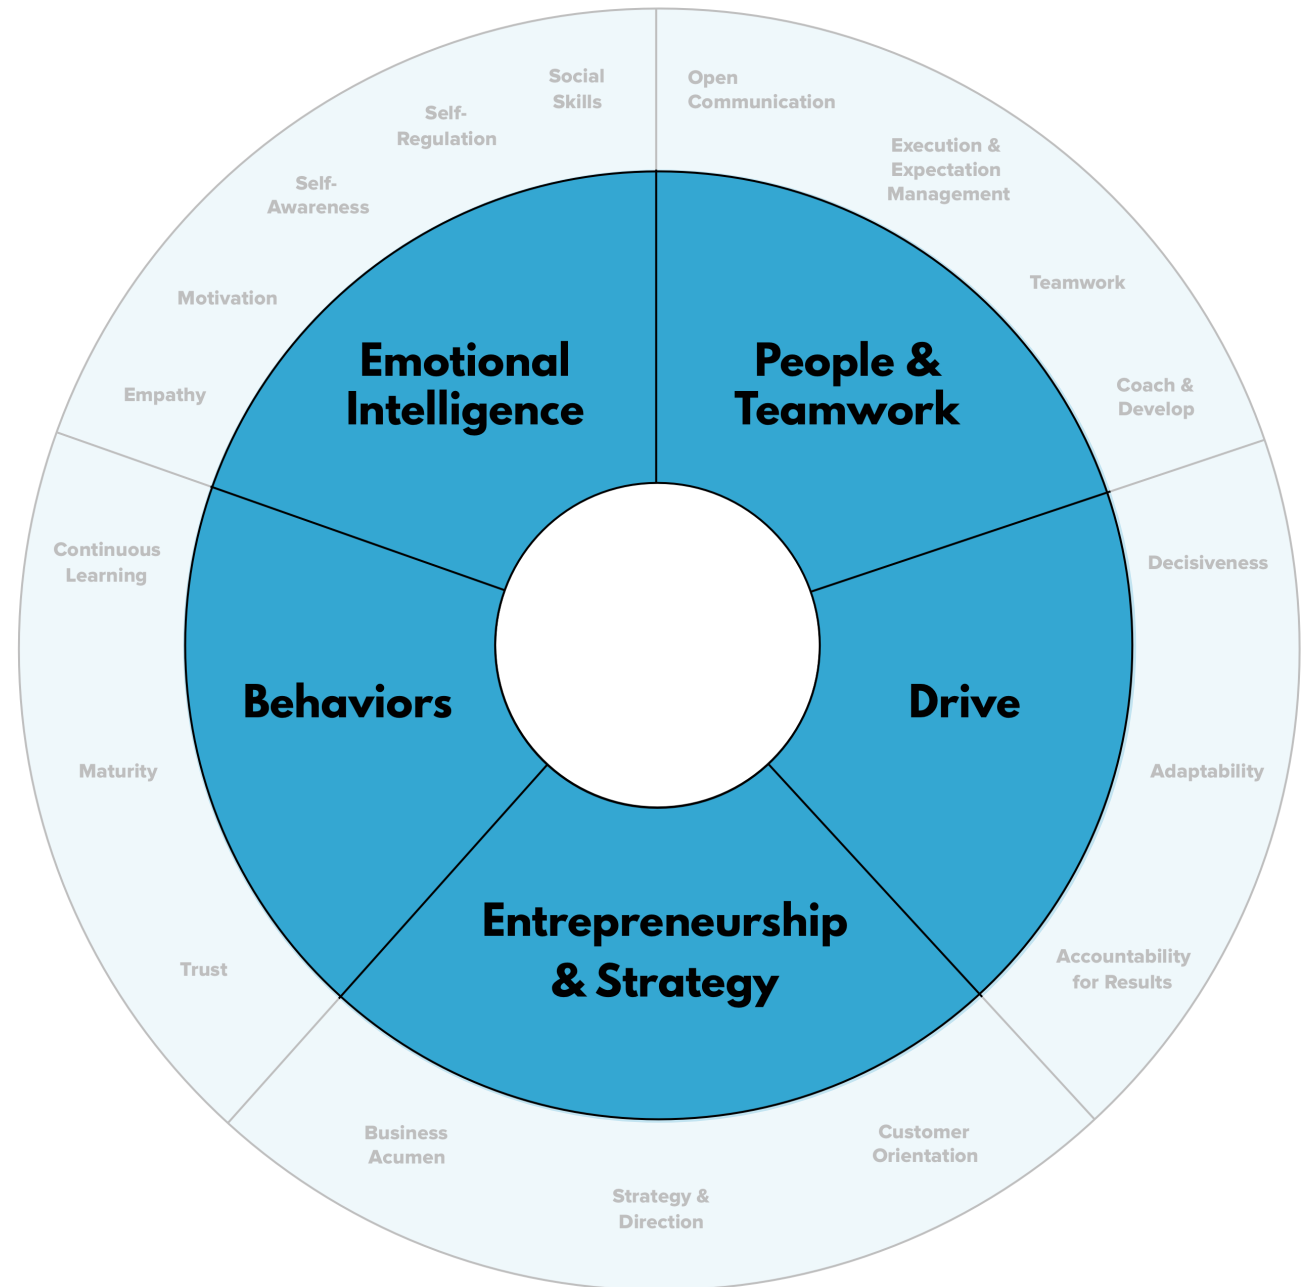 Social
Skills
Open
Communication
Self-
Regulation
Execution &
Expectation
Management
Self-
Awareness
Teamwork
Motivation
Emotional
Intelligence
People &
Teamwork
Coach &
Develop
Empathy
Continuous
Learning
Decisiveness
Behaviors
Drive
Maturity
Adaptability
Entrepreneurship
& Strategy
Trust
Accountability
for Results
Business
Acumen
Customer
Orientation
Strategy &
Direction